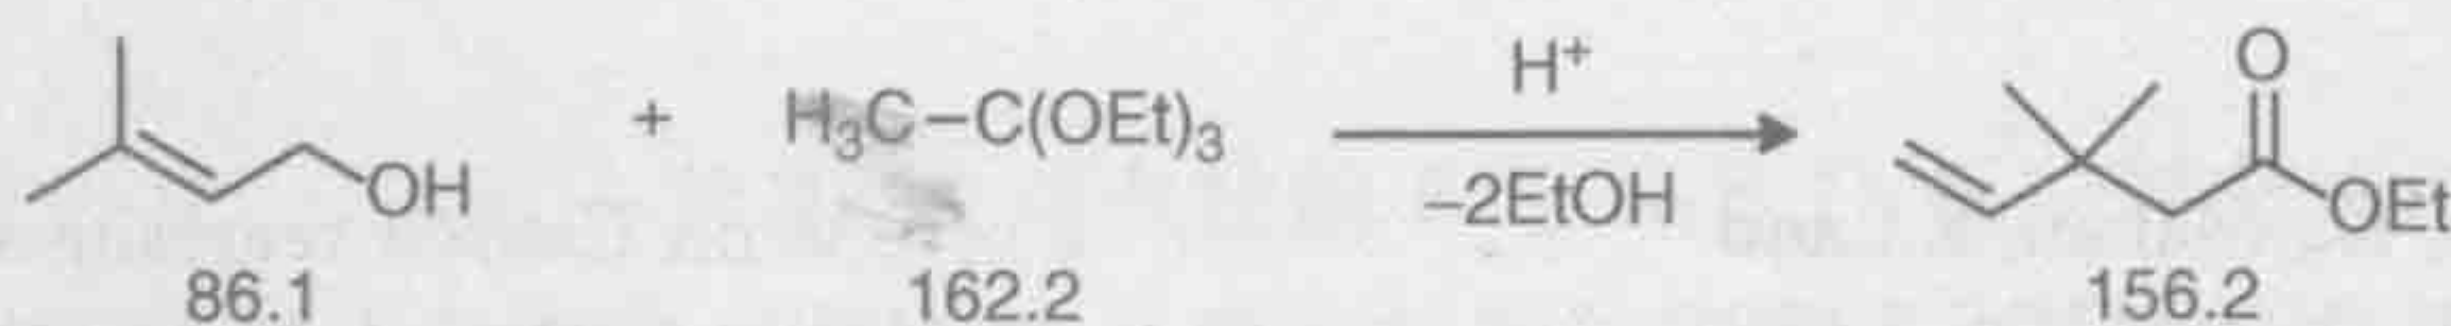 H+
OH + H3C–C(OEt)3 O OEt
–2EtOH
86.1 162.2 156.2